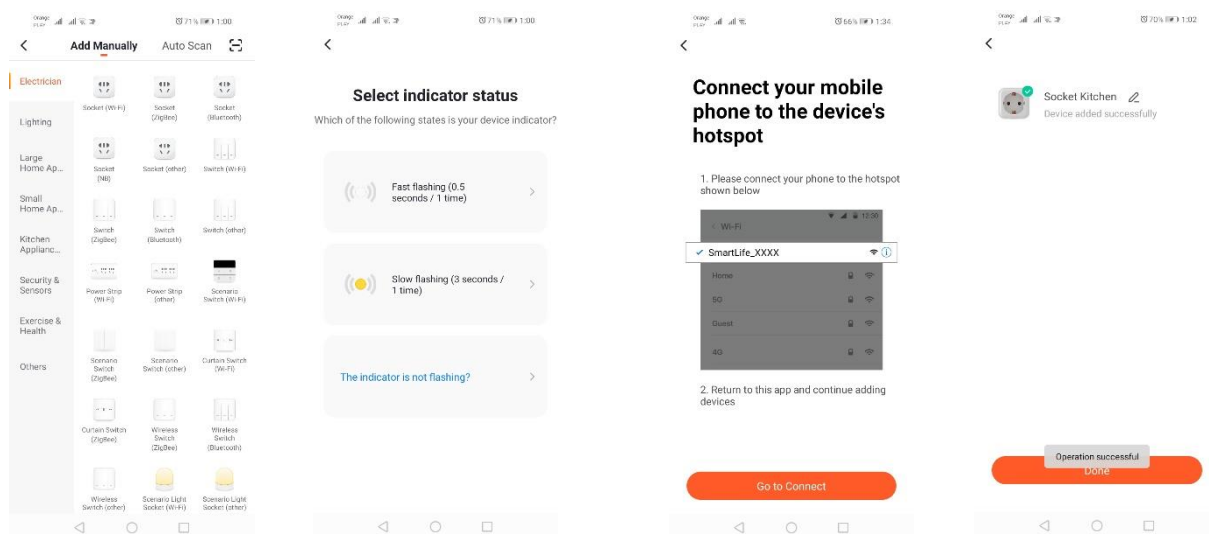 Orange
PLAY
71% 1:00
Add Manually Auto Scan
Electrician
Lighting
Large
Home Ap...
Small
Home Ap...
Kitchen
Applianc...
Security &
Sensors
Exercise &
Health
Others
Socket (Wi-Fi)
Socket
(ZigBee)
Socket
(Bluetooth)
Socket
(NB)
Socket (other)
Switch (Wi-Fi)
Switch
(ZigBee)
Switch
(Bluetooth)
Switch (other)
Power Strip
(Wi-Fi)
Power Strip
(other)
Scenario
Switch (Wi-Fi)
Scenario
Switch
(ZigBee)
Scenario
Switch (other)
Curtain Switch
(Wi-Fi)
Curtain Switch
(ZigBee)
Wireless
Switch
(ZigBee)
Wireless
Switch
(Bluetooth)
Wireless
Switch (other)
Scenario Light
Socket (Wi-Fi)
Scenario Light
Socket (other)
Orange
PLAY
71% 1:00
Select indicator status
Which of the following states is your device indicator?
Fast flashing (0.5
seconds / 1 time)
Slow flashing (3 seconds /
1 time)
The indicator is not flashing?
Orange
PLAY
66% 1:34
Connect your mobile
phone to the device's
hotspot
1. Please connect your phone to the hotspot
shown below
12:00
Wi-Fi
SmartLife_XXXX
Home
5G
Guest
4G
2. Return to this app and continue adding
devices
Go to Connect
Orange
PLAY
70% 1:02
Socket Kitchen
Device added successfully
Operation successful
Done